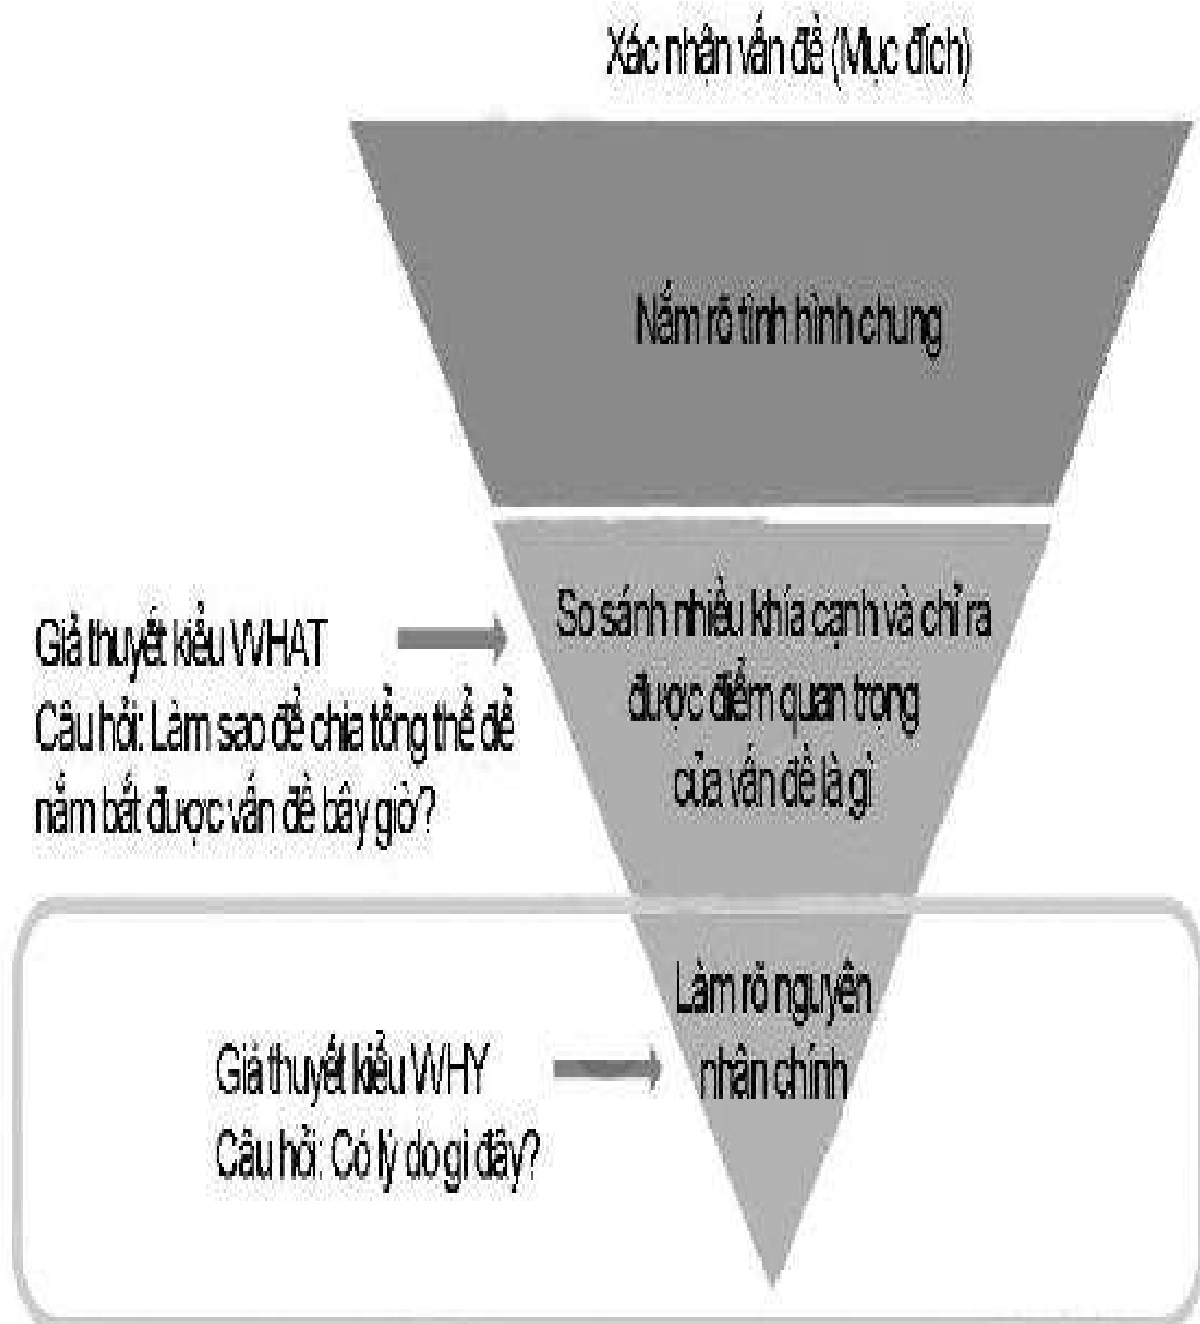 Xác nhận vấn đề (Mục đích)
Nắm rõ tình hình chung
So sánh nhiều khía cạnh và chỉ ra
được điểm quan trọng
của vấn đề là gì
Giả thuyết kiểu WHAT
Câu hỏi: Làm sao để chia tổng thể để
nắm bắt được vấn đề bây giờ?
Làm rõ nguyên
nhân chính
Giả thuyết kiểu WHY
Câu hỏi: Có lý do gì đây?